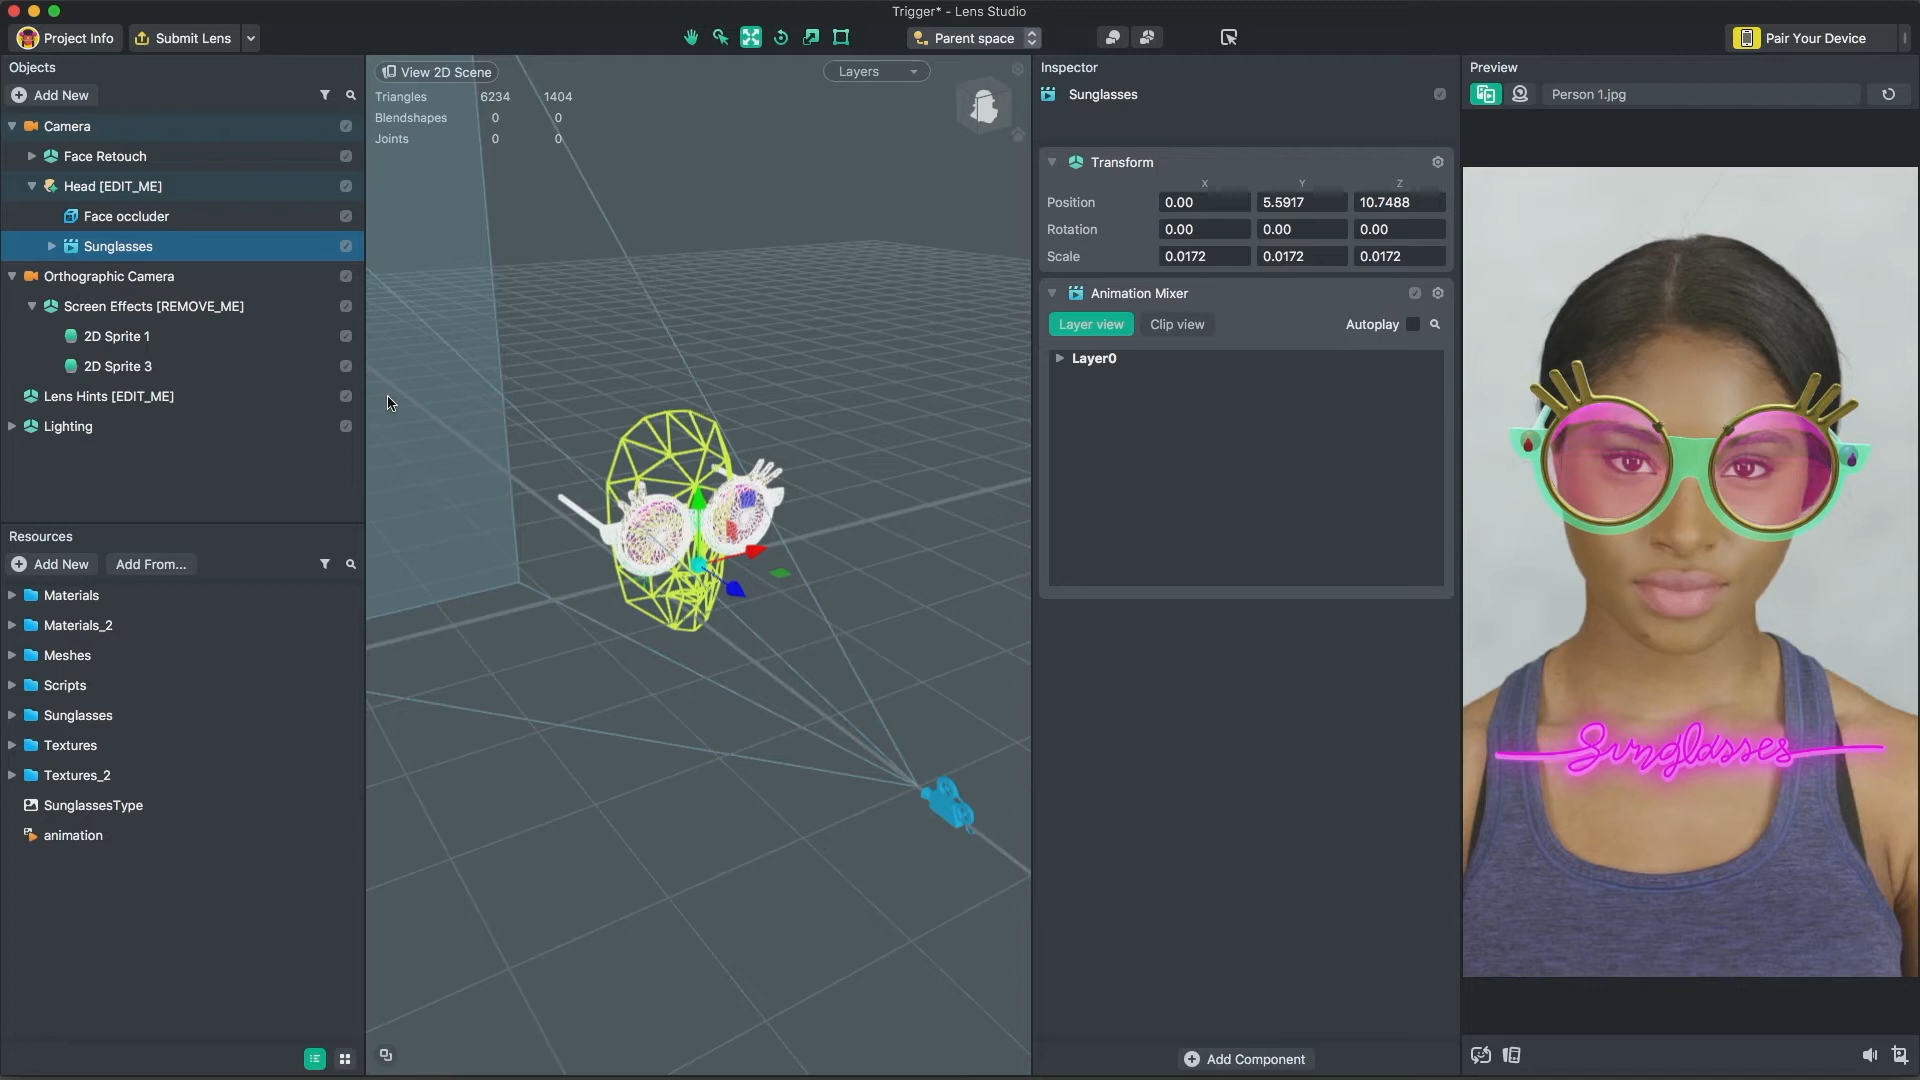 Trigger* - Lens Studio
Project Info
Submit Lens
Parent space
Pair Your Device
Objects
Add New
Camera
Face Retouch
Head [EDIT_ME]
Face occluder
Sunglasses
Orthographic Camera
Screen Effects [REMOVE_ME]
2D Sprite 1
2D Sprite 3
Lens Hints [EDIT_ME]
Lighting
Resources
Add New
Add From...
Materials
Materials_2
Meshes
Scripts
Sunglasses
Textures
Textures_2
SunglassesType
animation
View 2D Scene
Layers
Triangles 6234 1404
Blendshapes 0 0
Joints 0 0
Inspector
Sunglasses
Transform
X Y Z
Position 0.00 5.5917 10.7488
Rotation 0.00 0.00 0.00
Scale 0.0172 0.0172 0.0172
Animation Mixer
Layer view Clip view Autoplay
Layer0
Add Component
Preview
Person 1.jpg
Sunglasses